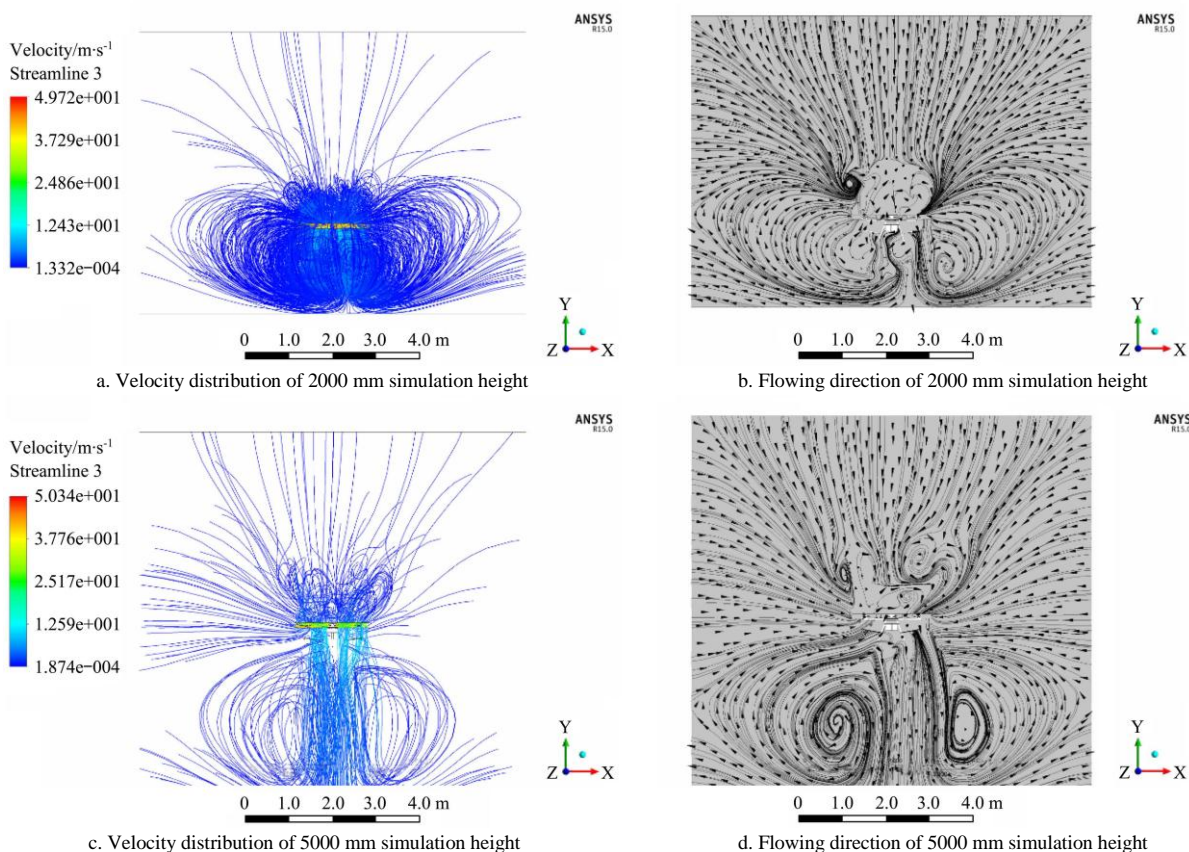 ANSYS
R15.0
Velocity/m·s⁻¹
Streamline 3
4.972e+001
3.729e+001
2.486e+001
1.243e+001
1.332e−004
Y
Z
X
0 1.0 2.0 3.0 4.0 m
a. Velocity distribution of 2000 mm simulation height
ANSYS
R15.0
Y
Z
X
0 1.0 2.0 3.0 4.0 m
b. Flowing direction of 2000 mm simulation height
ANSYS
R15.0
Velocity/m·s⁻¹
Streamline 3
5.034e+001
3.776e+001
2.517e+001
1.259e+001
1.874e−004
Y
Z
X
0 1.0 2.0 3.0 4.0 m
c. Velocity distribution of 5000 mm simulation height
ANSYS
R15.0
Y
Z
X
0 1.0 2.0 3.0 4.0 m
d. Flowing direction of 5000 mm simulation height